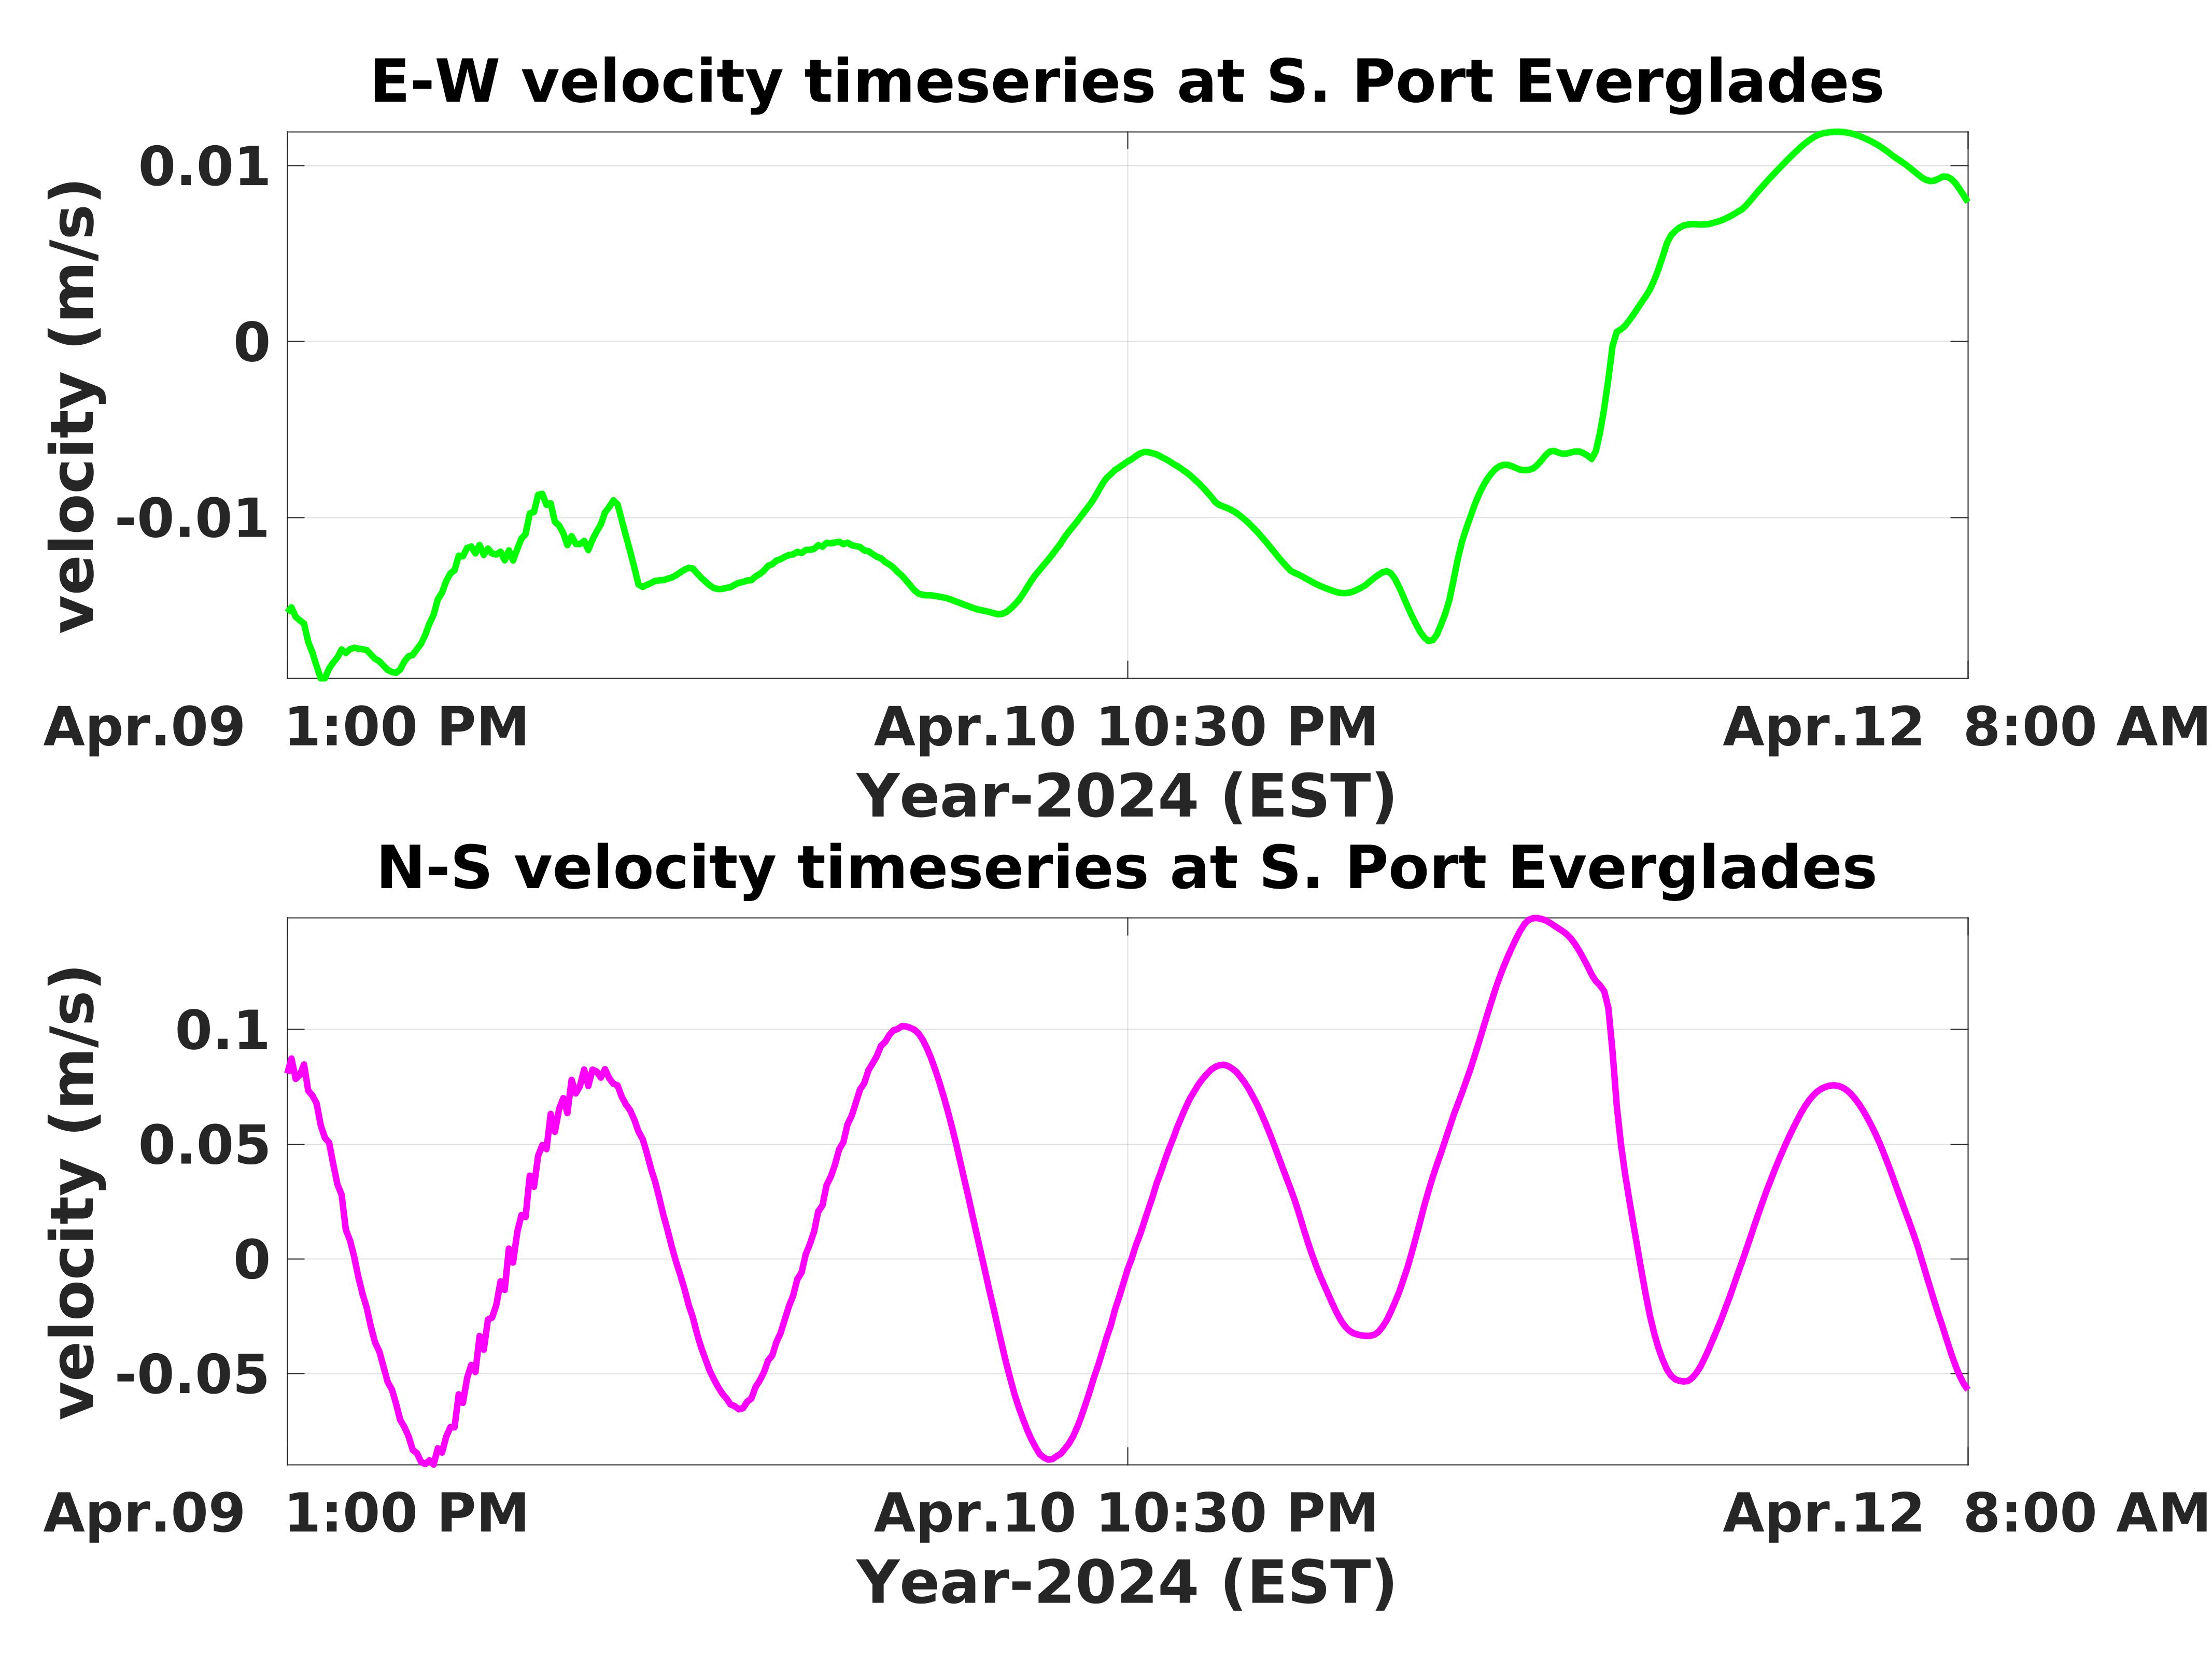 E-W velocity timeseries at S. Port Everglades
velocity (m/s)
0.01
0
-0.01
Apr.09  1:00 PM
Apr.10 10:30 PM
Apr.12  8:00 AM
Year-2024 (EST)
N-S velocity timeseries at S. Port Everglades
velocity (m/s)
0.1
0.05
0
-0.05
Apr.09  1:00 PM
Apr.10 10:30 PM
Apr.12  8:00 AM
Year-2024 (EST)